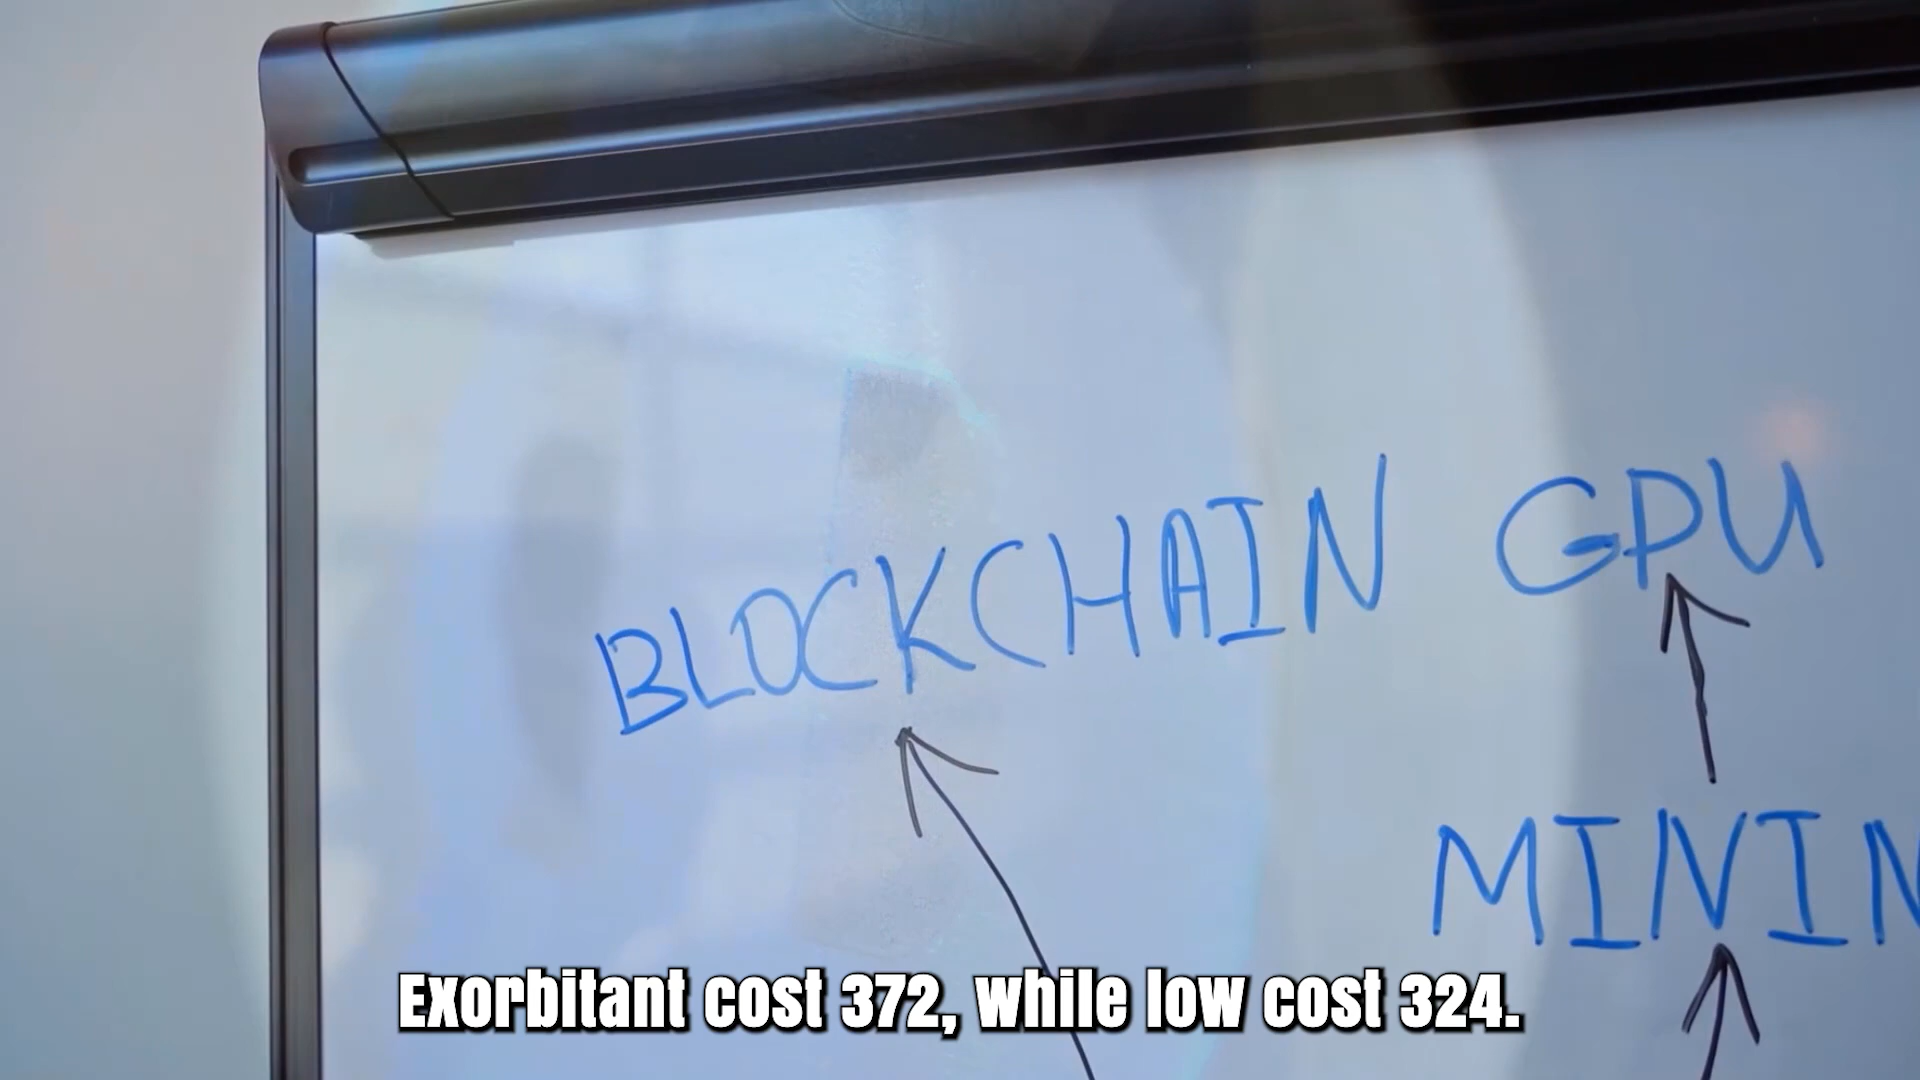 BLOCKCHAIN GPU
MININ
Exorbitant cost 372, while low cost 324.